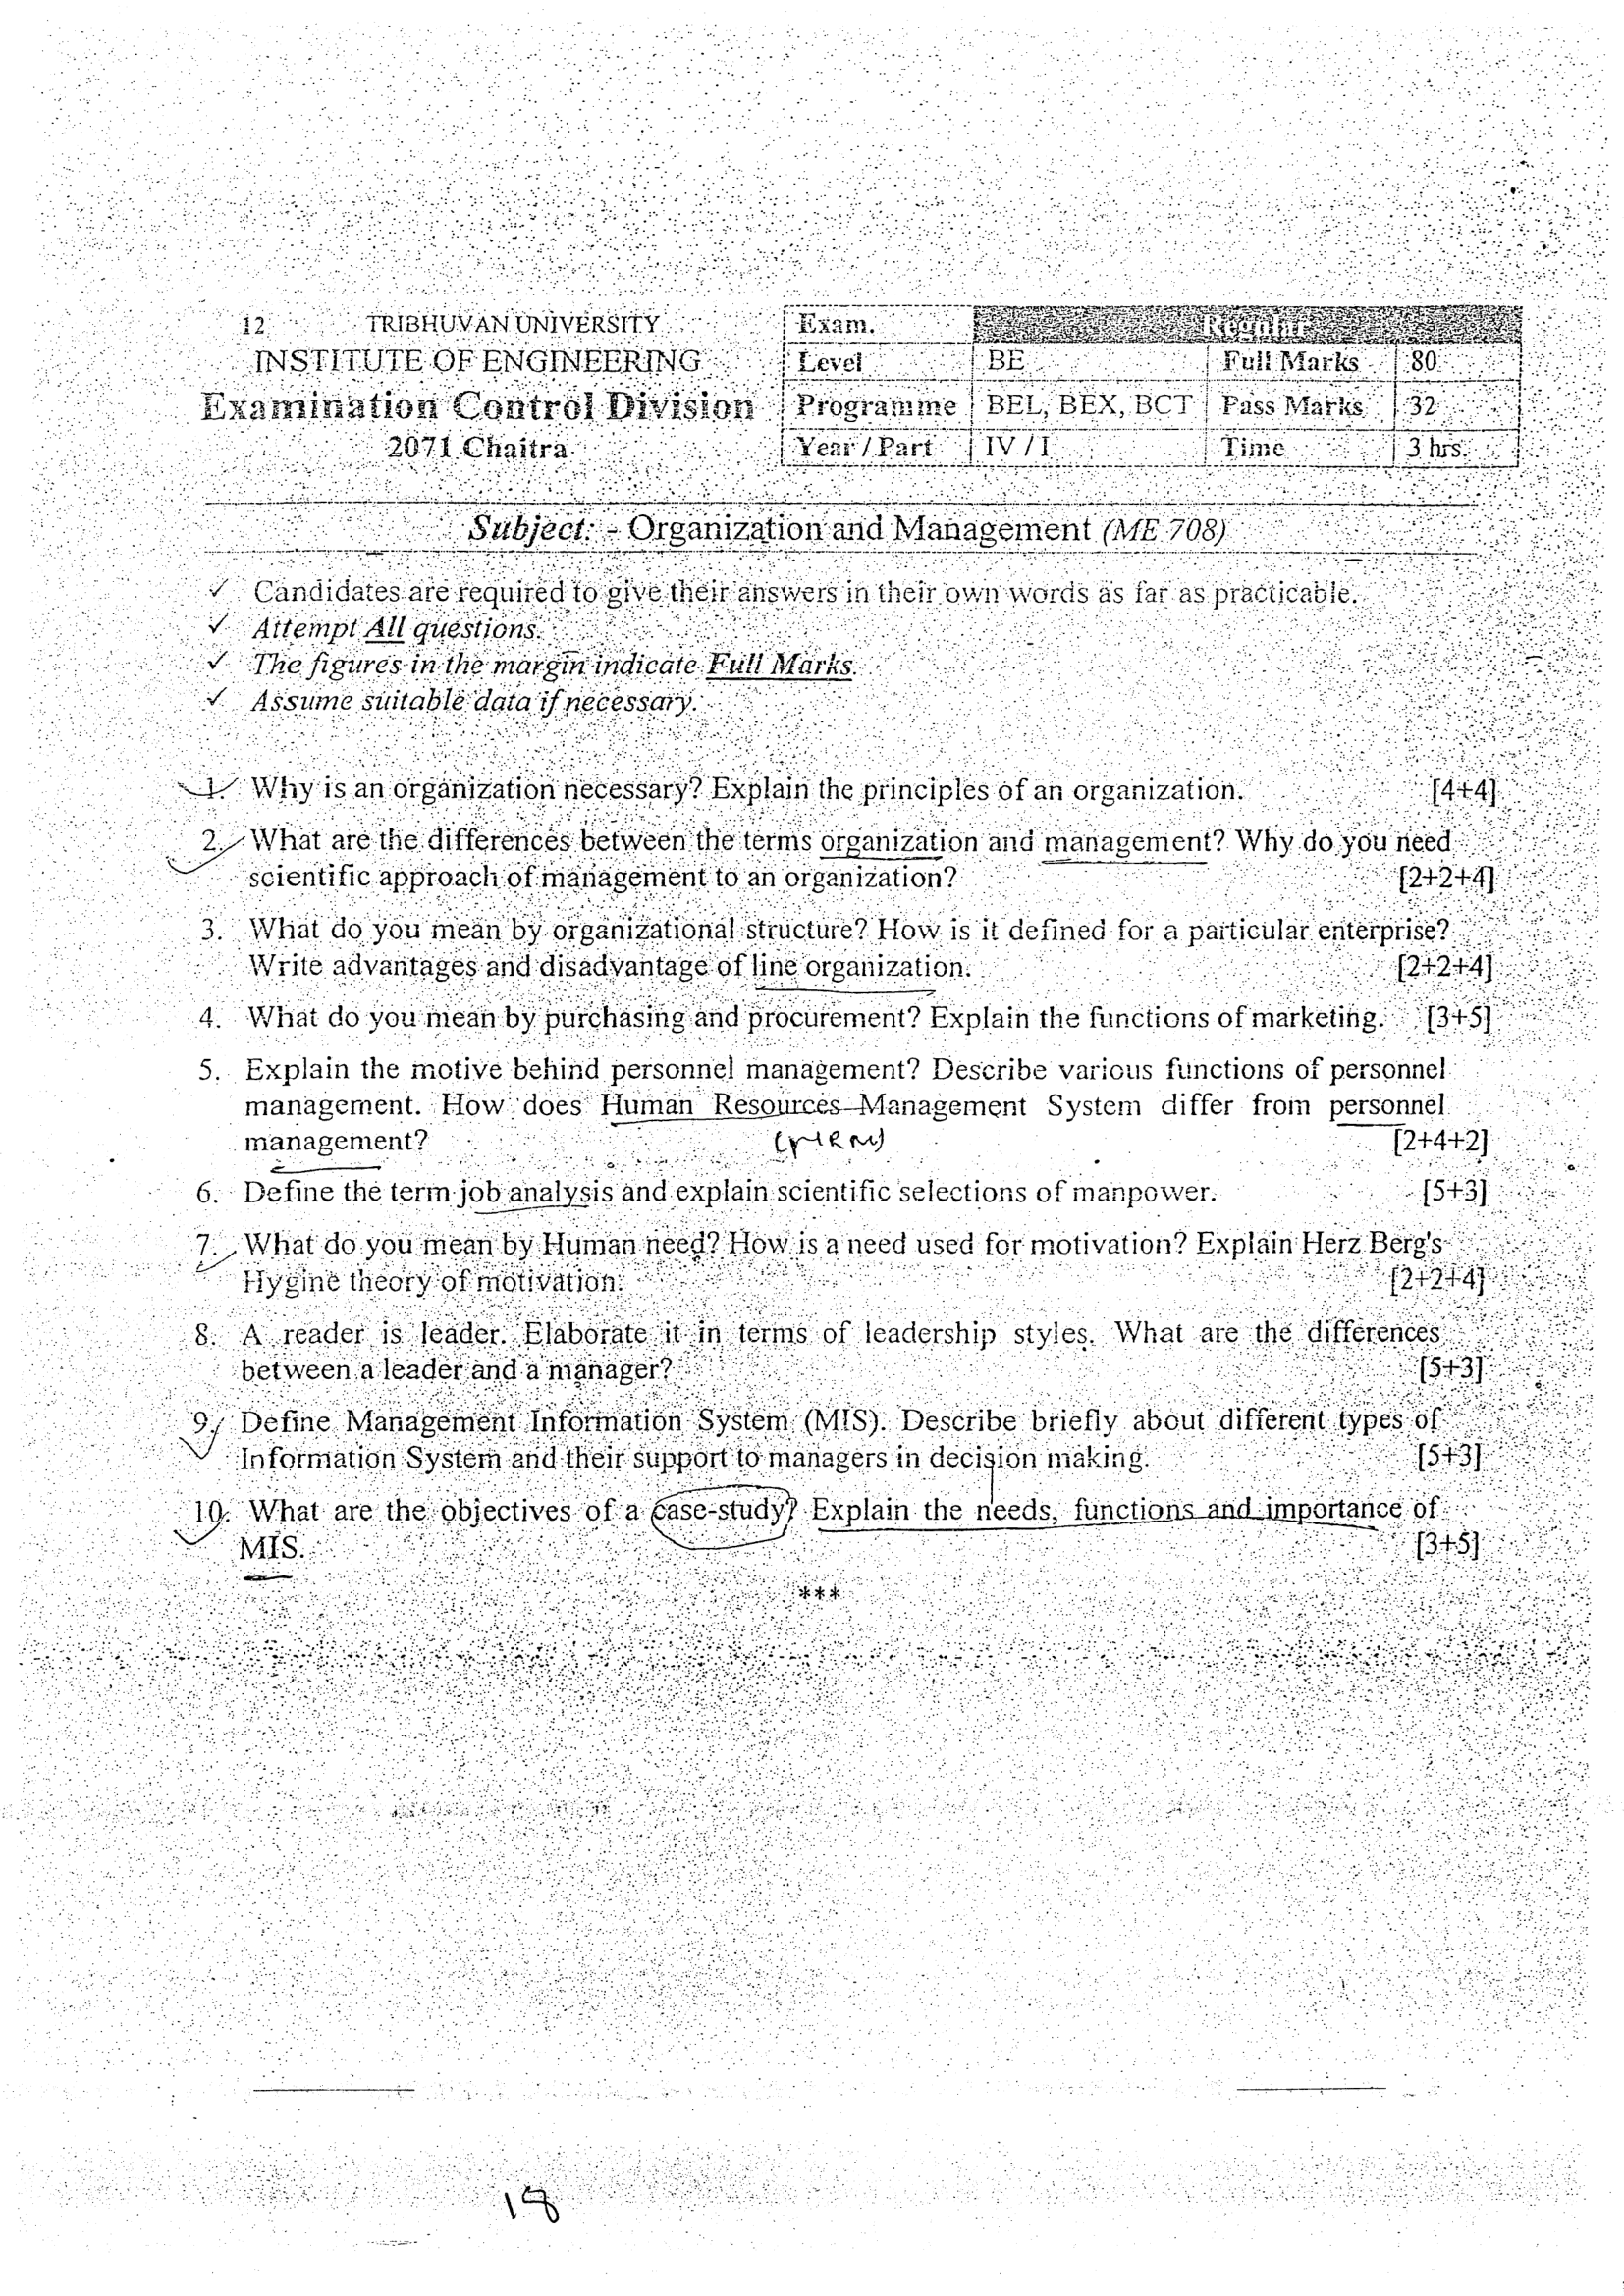 12 TRIBHUVAN UNIVERSITY
INSTITUTE OF ENGINEERING
Examination Control Division
2071 Chaitra
Exam. Regular
Level BE Full Marks 80
Programme BEL, BEX, BCT Pass Marks 32
Year / Part IV / I Time 3 hrs.
Subject: - Organization and Management (ME 708)
✓ Candidates are required to give their answers in their own words as far as practicable.
✓ Attempt All questions.
✓ The figures in the margin indicate Full Marks.
✓ Assume suitable data if necessary.
1. Why is an organization necessary? Explain the principles of an organization. [4+4]
2. What are the differences between the terms organization and management? Why do you need
scientific approach of management to an organization? [2+2+4]
3. What do you mean by organizational structure? How is it defined for a particular enterprise?
Write advantages and disadvantage of line organization. [2+2+4]
4. What do you mean by purchasing and procurement? Explain the functions of marketing. [3+5]
5. Explain the motive behind personnel management? Describe various functions of personnel
management. How does Human Resources Management System differ from personnel
management? [2+4+2]
6. Define the term job analysis and explain scientific selections of manpower. [5+3]
7. What do you mean by Human need? How is a need used for motivation? Explain Herz Berg's
Hygine theory of motivation. [2+2+4]
8. A reader is leader. Elaborate it in terms of leadership styles. What are the differences
between a leader and a manager? [5+3]
9. Define Management Information System (MIS). Describe briefly about different types of
Information System and their support to managers in decision making. [5+3]
10. What are the objectives of a case-study? Explain the needs, functions and importance of
MIS. [3+5]
***
18